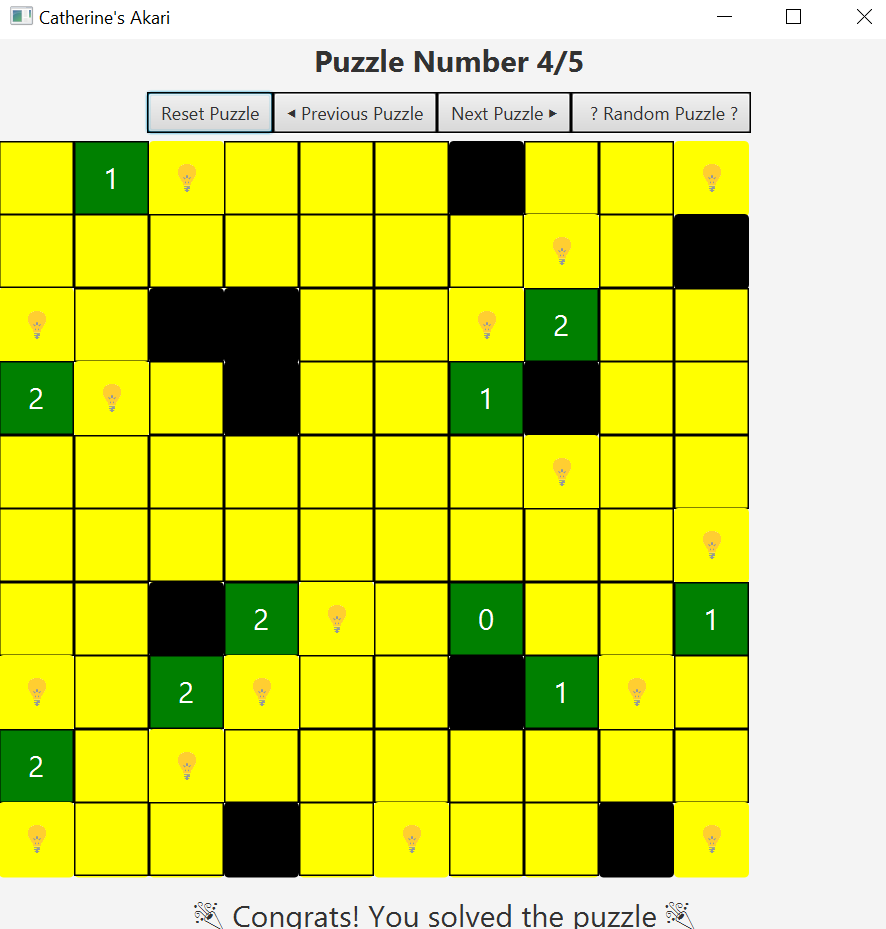 Catherine's Akari
Puzzle Number 4/5
Reset Puzzle ◂ Previous Puzzle Next Puzzle ▸ ? Random Puzzle ?
1
2
2 1
2 0 1
2 1
2
🎉 Congrats! You solved the puzzle 🎉